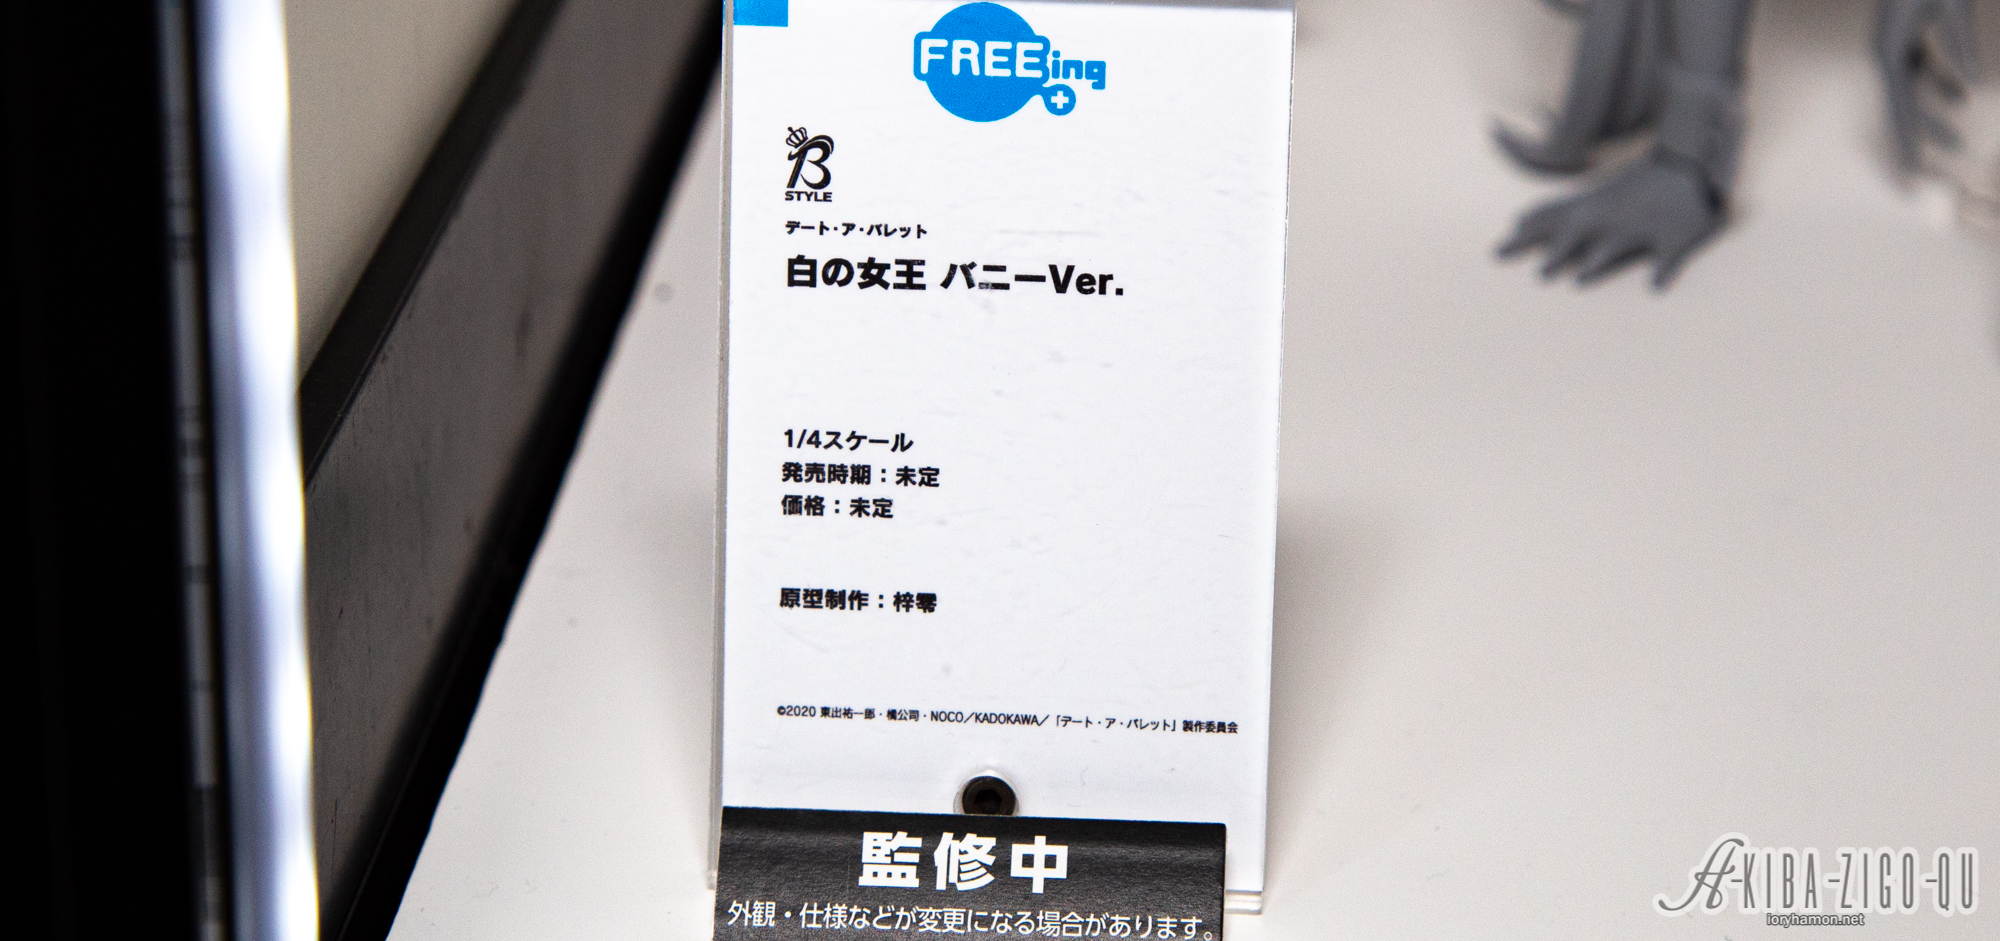 FREEing
B
STYLE
デート・ア・バレット
白の女王 バニーVer.
1/4スケール
発売時期：未定
価格：未定
原型制作：梓零
©2020 東出祐一郎・橘公司・NOCO／KADOKAWA／「デート・ア・バレット」製作委員会
監修中
外観・仕様などが変更になる場合があります。
A-KIBA-ZIGO-QU
ioryhamon.net